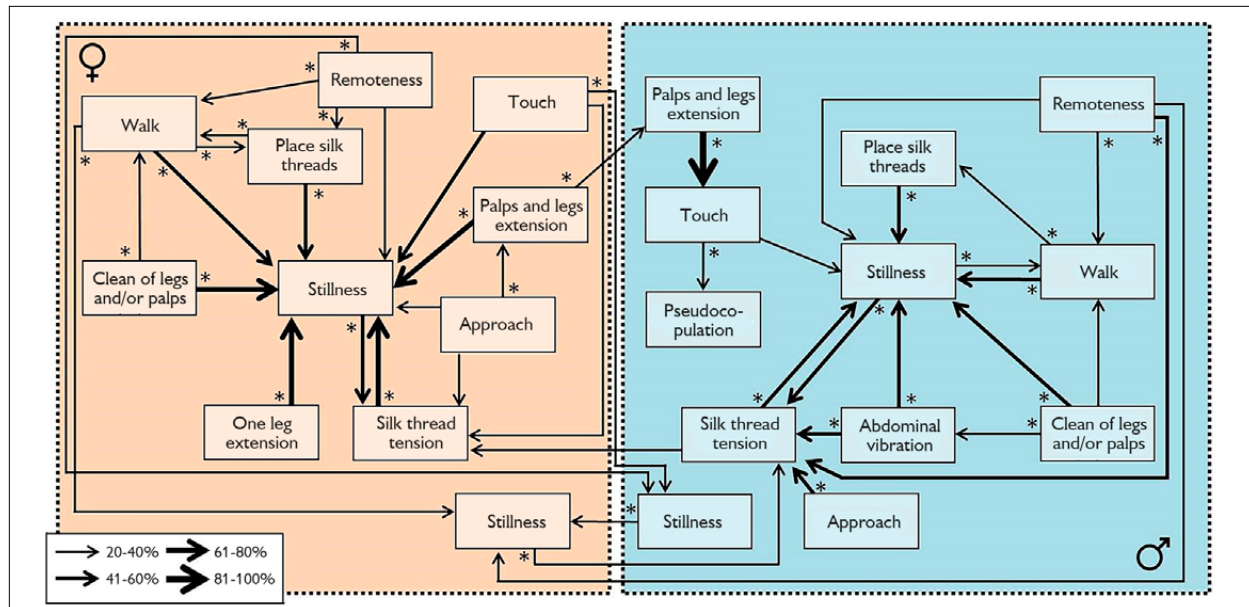 ♀
Remoteness
Touch
Walk
Place silk
threads
Palps and legs
extension
Clean of legs
and/or palps
Stillness
Approach
One leg
extension
Silk thread
tension
Stillness
Palps and legs
extension
Remoteness
Place silk
threads
Touch
Stillness
Walk
Pseudoco-
pulation
Silk thread
tension
Abdominal
vibration
Clean of legs
and/or palps
Stillness
Approach
♂
20-40%
61-80%
41-60%
81-100%